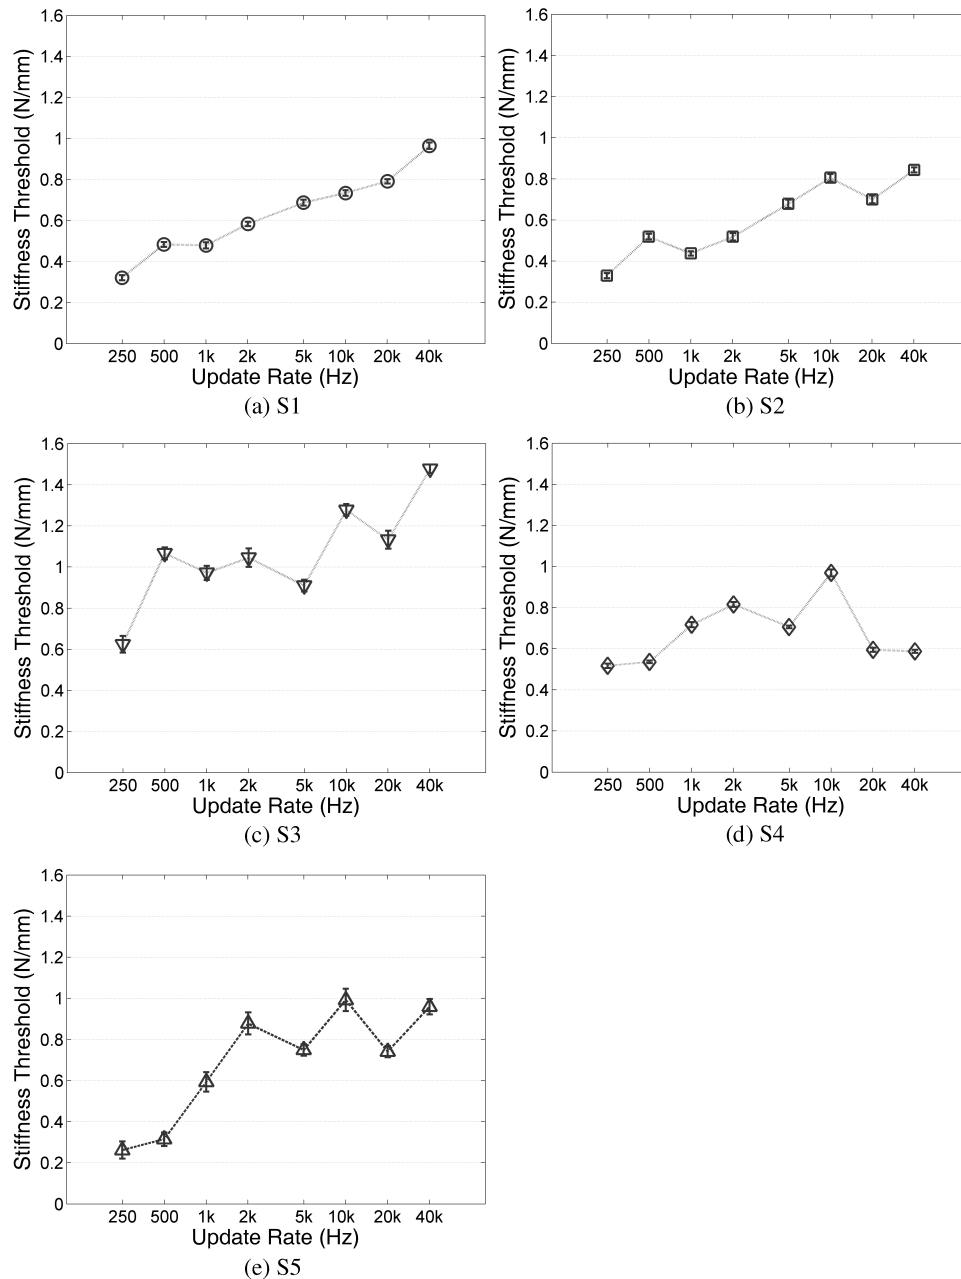 1.6
1.4
1.2
1
0.8
0.6
0.4
0.2
0
Stiffness Threshold (N/mm)
250 500 1k 2k 5k 10k 20k 40k
Update Rate (Hz)
(a) S1
1.6
1.4
1.2
1
0.8
0.6
0.4
0.2
0
Stiffness Threshold (N/mm)
250 500 1k 2k 5k 10k 20k 40k
Update Rate (Hz)
(b) S2
1.6
1.4
1.2
1
0.8
0.6
0.4
0.2
0
Stiffness Threshold (N/mm)
250 500 1k 2k 5k 10k 20k 40k
Update Rate (Hz)
(c) S3
1.6
1.4
1.2
1
0.8
0.6
0.4
0.2
0
Stiffness Threshold (N/mm)
250 500 1k 2k 5k 10k 20k 40k
Update Rate (Hz)
(d) S4
1.6
1.4
1.2
1
0.8
0.6
0.4
0.2
0
Stiffness Threshold (N/mm)
250 500 1k 2k 5k 10k 20k 40k
Update Rate (Hz)
(e) S5